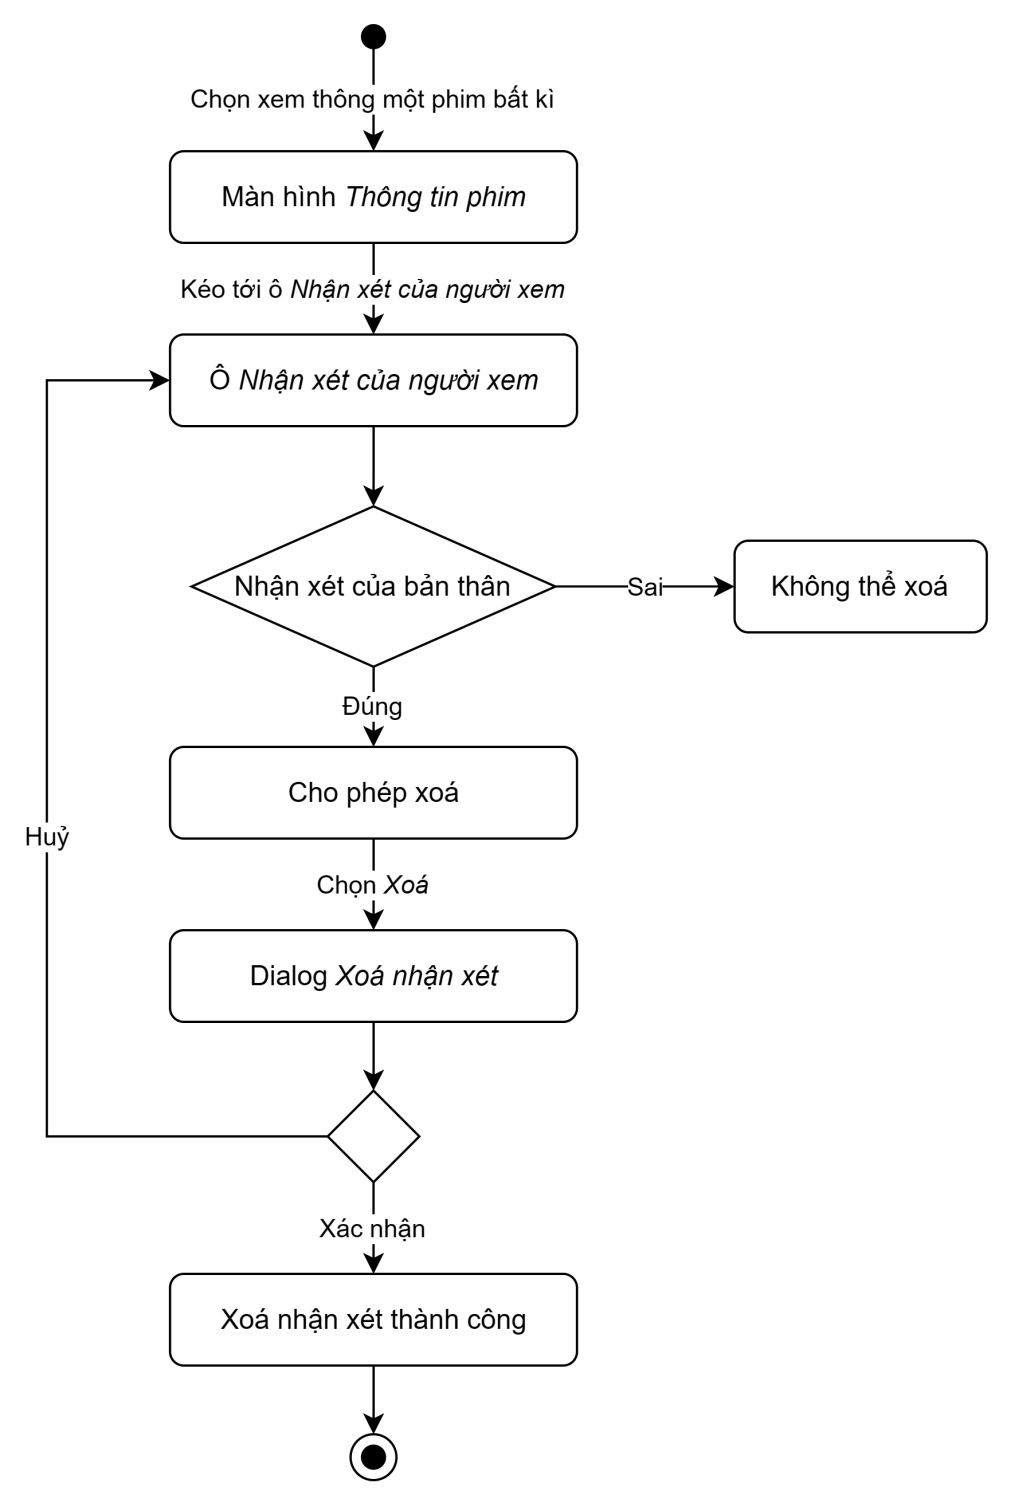 Chọn xem thông một phim bất kì
Màn hình Thông tin phim
Kéo tới ô Nhận xét của người xem
Ô Nhận xét của người xem
Nhận xét của bản thân
Sai
Không thể xoá
Đúng
Cho phép xoá
Huỷ
Chọn Xoá
Dialog Xoá nhận xét
Xác nhận
Xoá nhận xét thành công